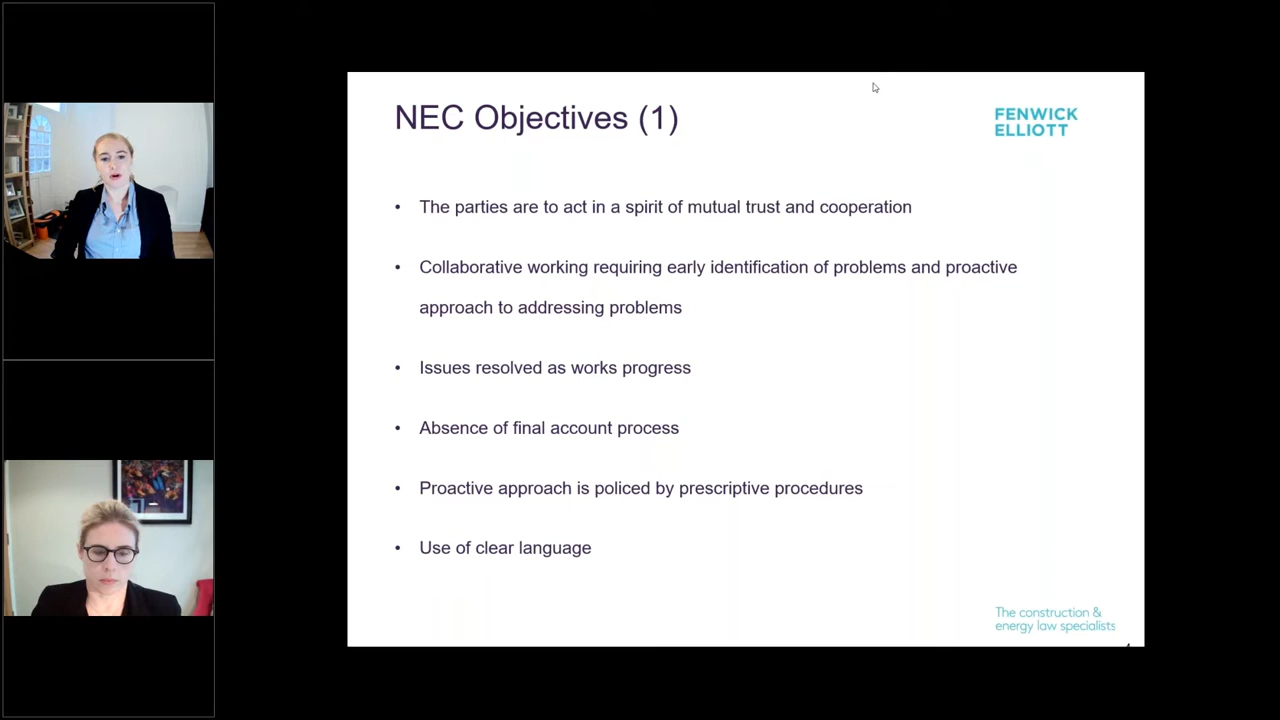 NEC Objectives (1)
FENWICK
ELLIOTT
• The parties are to act in a spirit of mutual trust and cooperation
• Collaborative working requiring early identification of problems and proactive
approach to addressing problems
• Issues resolved as works progress
• Absence of final account process
• Proactive approach is policed by prescriptive procedures
• Use of clear language
The construction &
energy law specialists